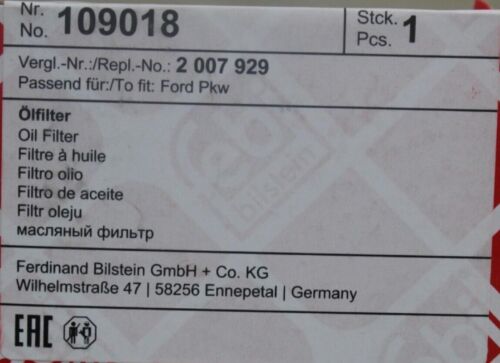 Nr. 109018 Stck. 1
No. Pcs.
Vergl.-Nr.:/Repl.-No.: 2 007 929
Passend für:/To fit: Ford Pkw
Ölfilter
Oil Filter
Filtre à huile
Filtro olio
Filtro de aceite
Filtr oleju
масляный фильтр
febi
bilstein
Ferdinand Bilstein GmbH + Co. KG
Wilhelmstraße 47 | 58256 Ennepetal | Germany
EAC